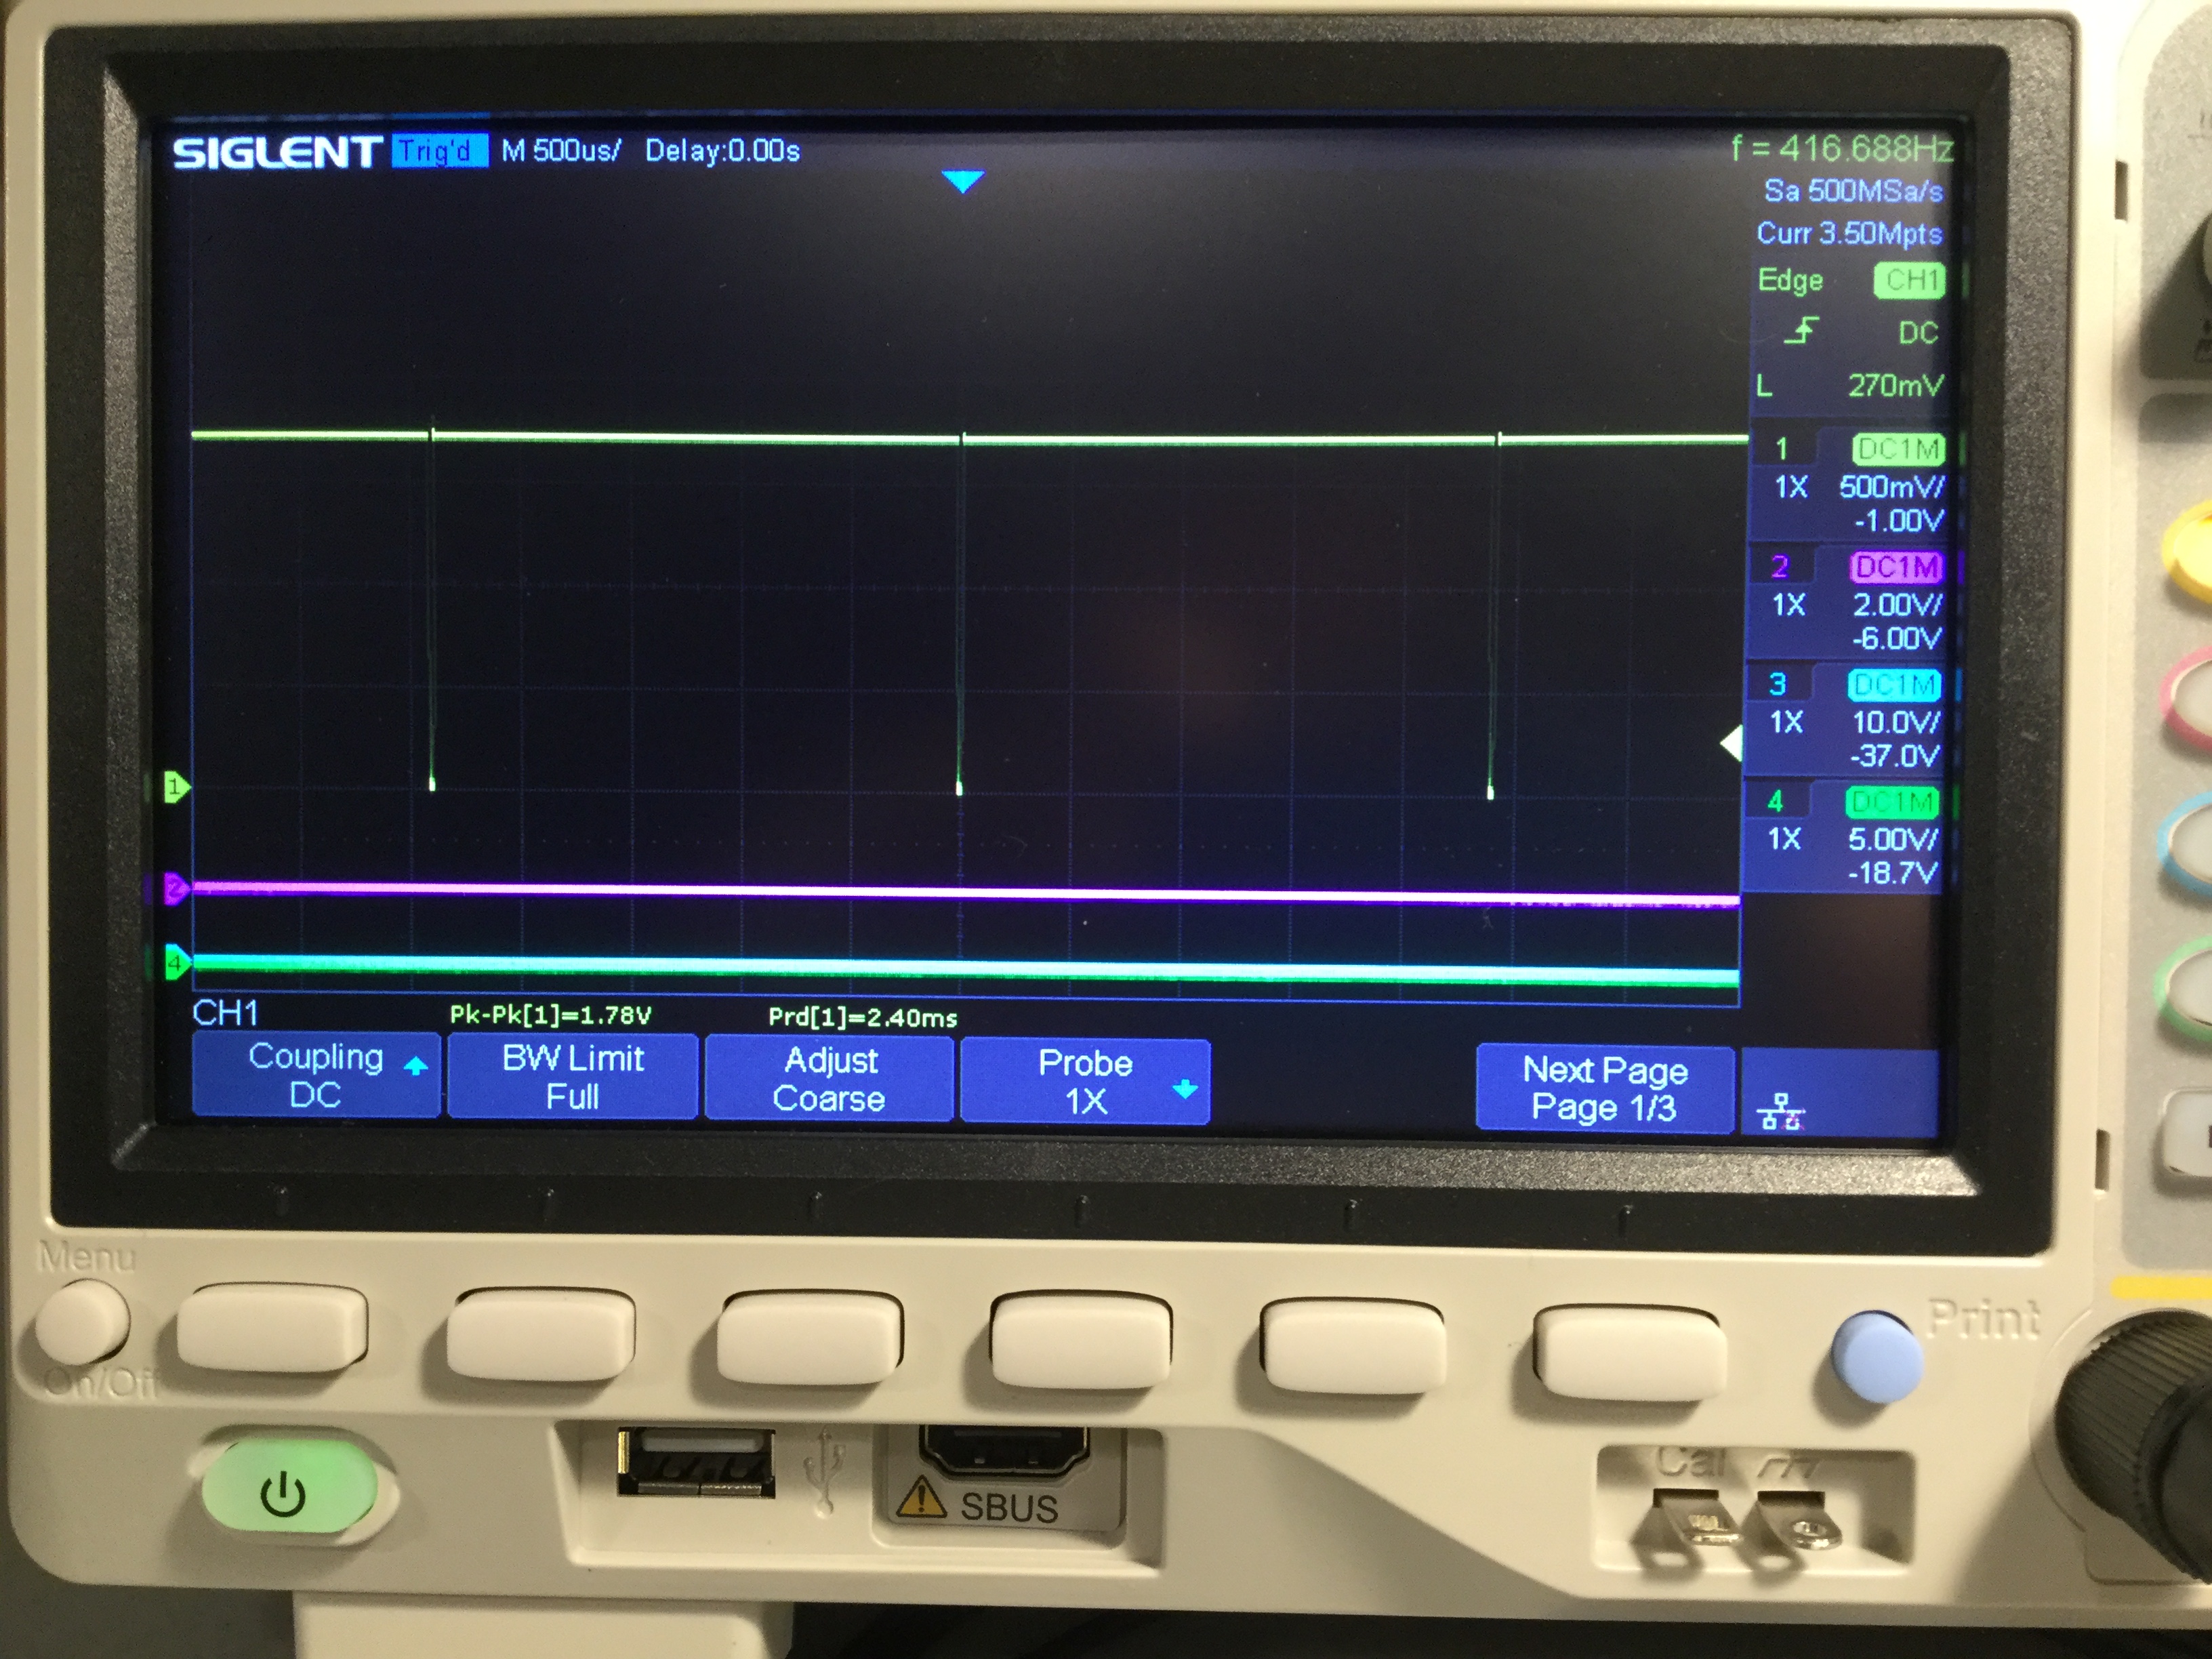 SIGLENT Trig'd M 500us/ Delay:0.00s f = 416.688Hz
Sa 500MSa/s
Curr 3.50Mpts
Edge CH1
DC
L 270mV
1 DC1M
1X 500mV/
-1.00V
2 DC1M
1X 2.00V/
-6.00V
3 DC1M
1X 10.0V/
-37.0V
4 DC1M
1X 5.00V/
-18.7V
1
2
4
CH1 Pk-Pk[1]=1.78V Prd[1]=2.40ms
Coupling
DC
BW Limit
Full
Adjust
Coarse
Probe
1X
Next Page
Page 1/3
Menu
On/Off
Print
SBUS
Cal